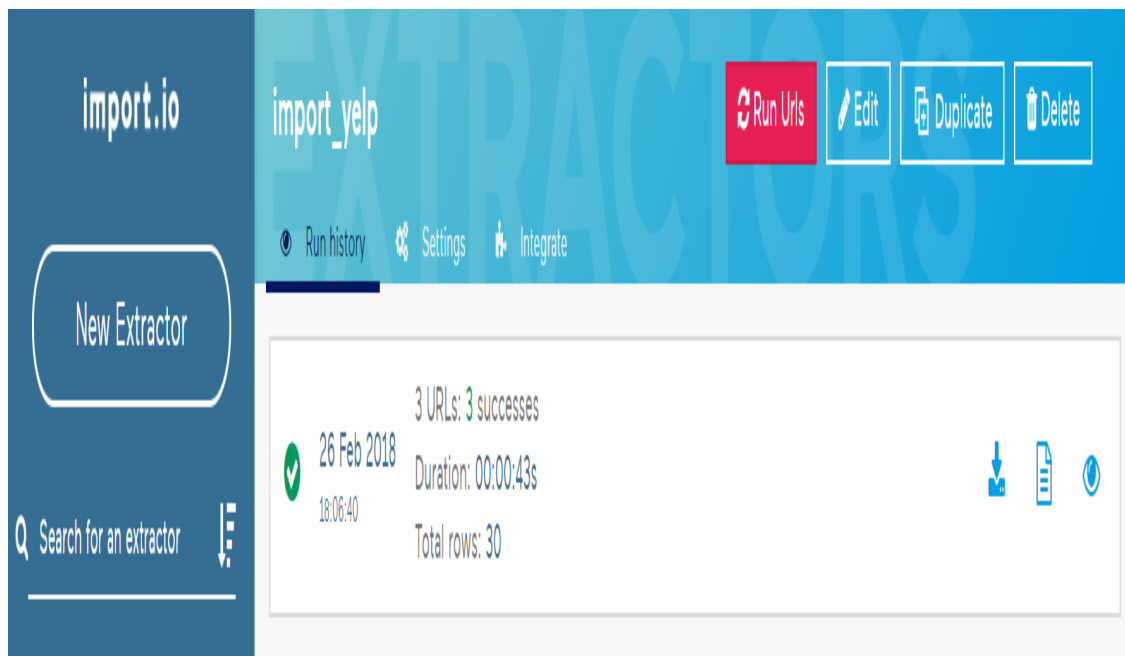 import.io
New Extractor
Search for an extractor
EXTRACTORS
import_yelp
Run Urls
Edit
Duplicate
Delete
Run history
Settings
Integrate
26 Feb 2018
18:06:40
3 URLs: 3 successes
Duration: 00:00:43s
Total rows: 30